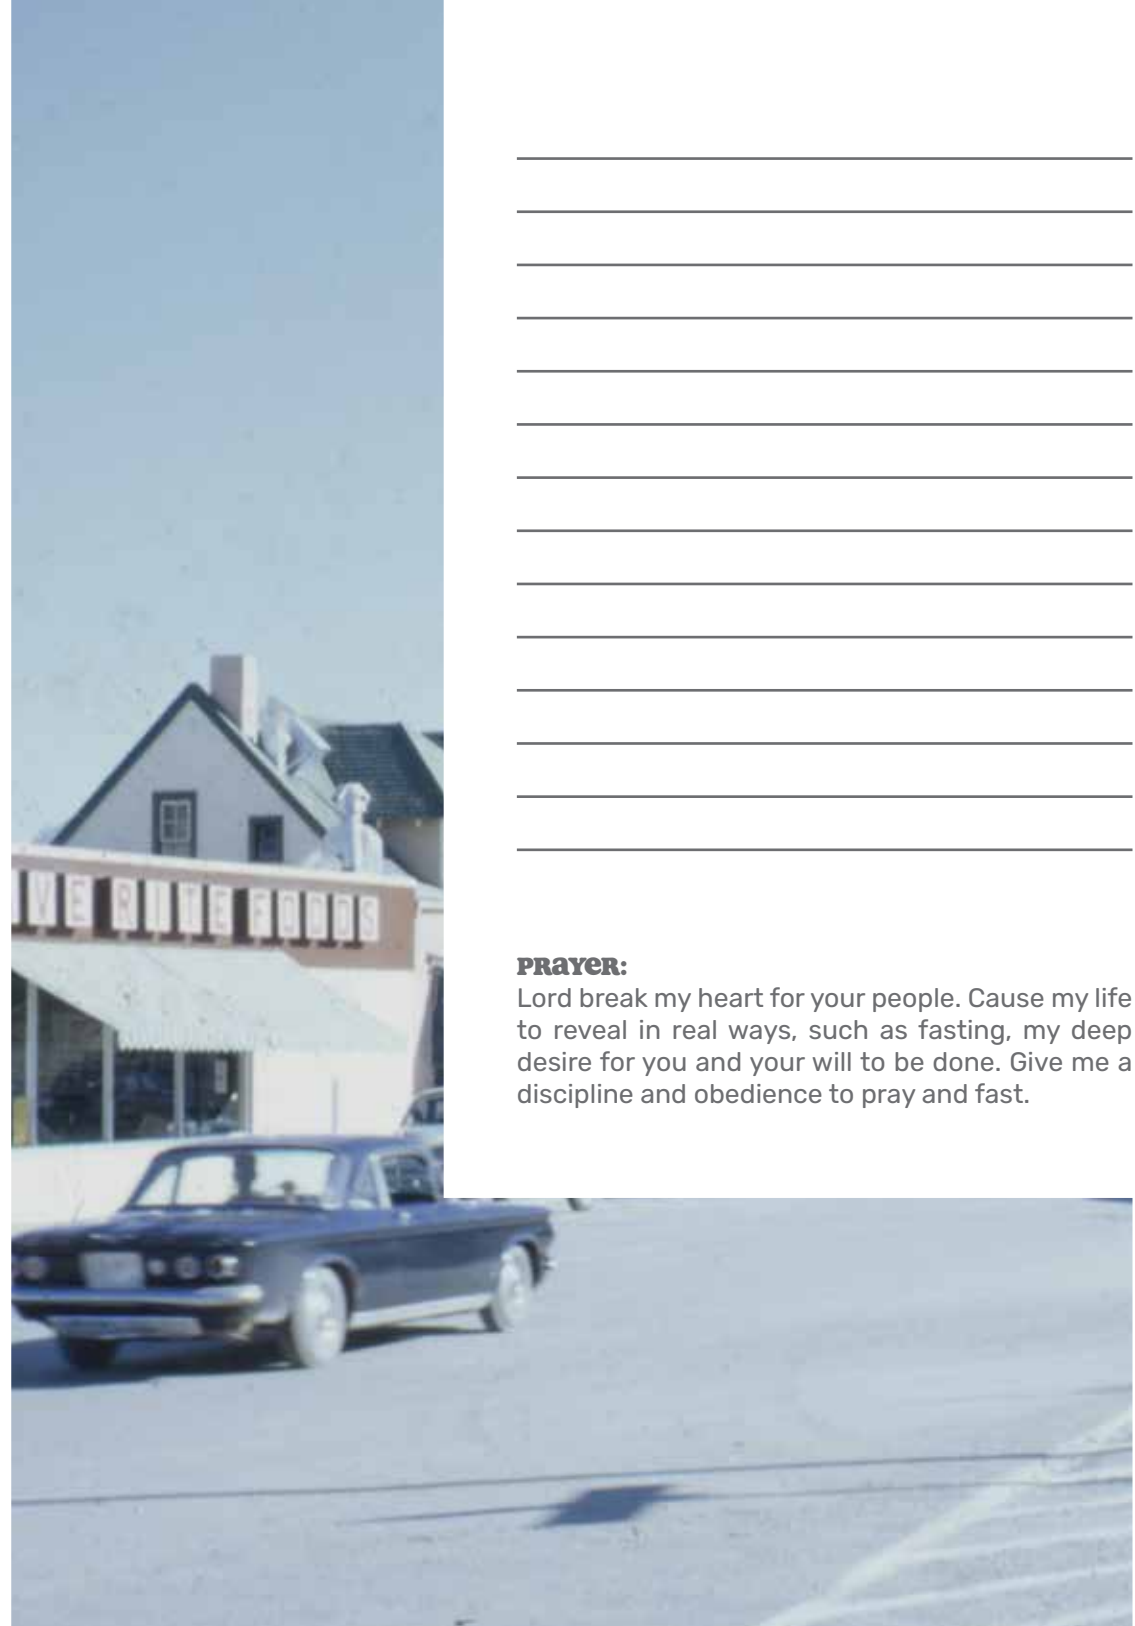 VE RITE FOODS
PRAYER:
Lord break my heart for your people. Cause my life
to reveal in real ways, such as fasting, my deep
desire for you and your will to be done. Give me a
discipline and obedience to pray and fast.